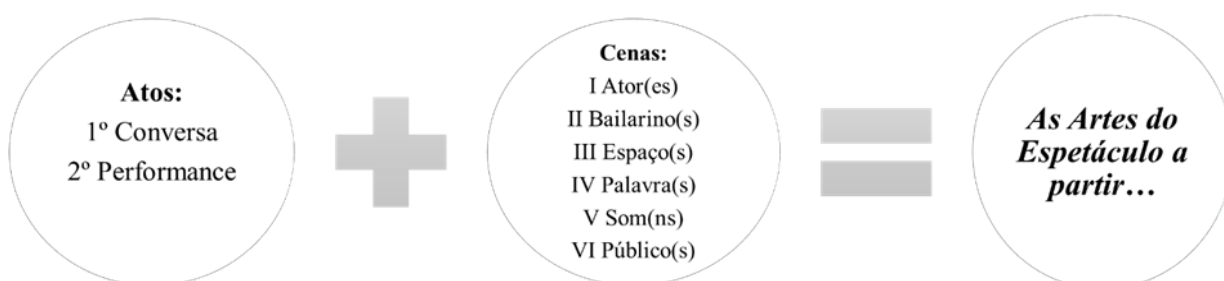 Atos:
1º Conversa
2º Performance
Cenas:
I Ator(es)
II Bailarino(s)
III Espaço(s)
IV Palavra(s)
V Som(ns)
VI Público(s)
As Artes do
Espetáculo a
partir…